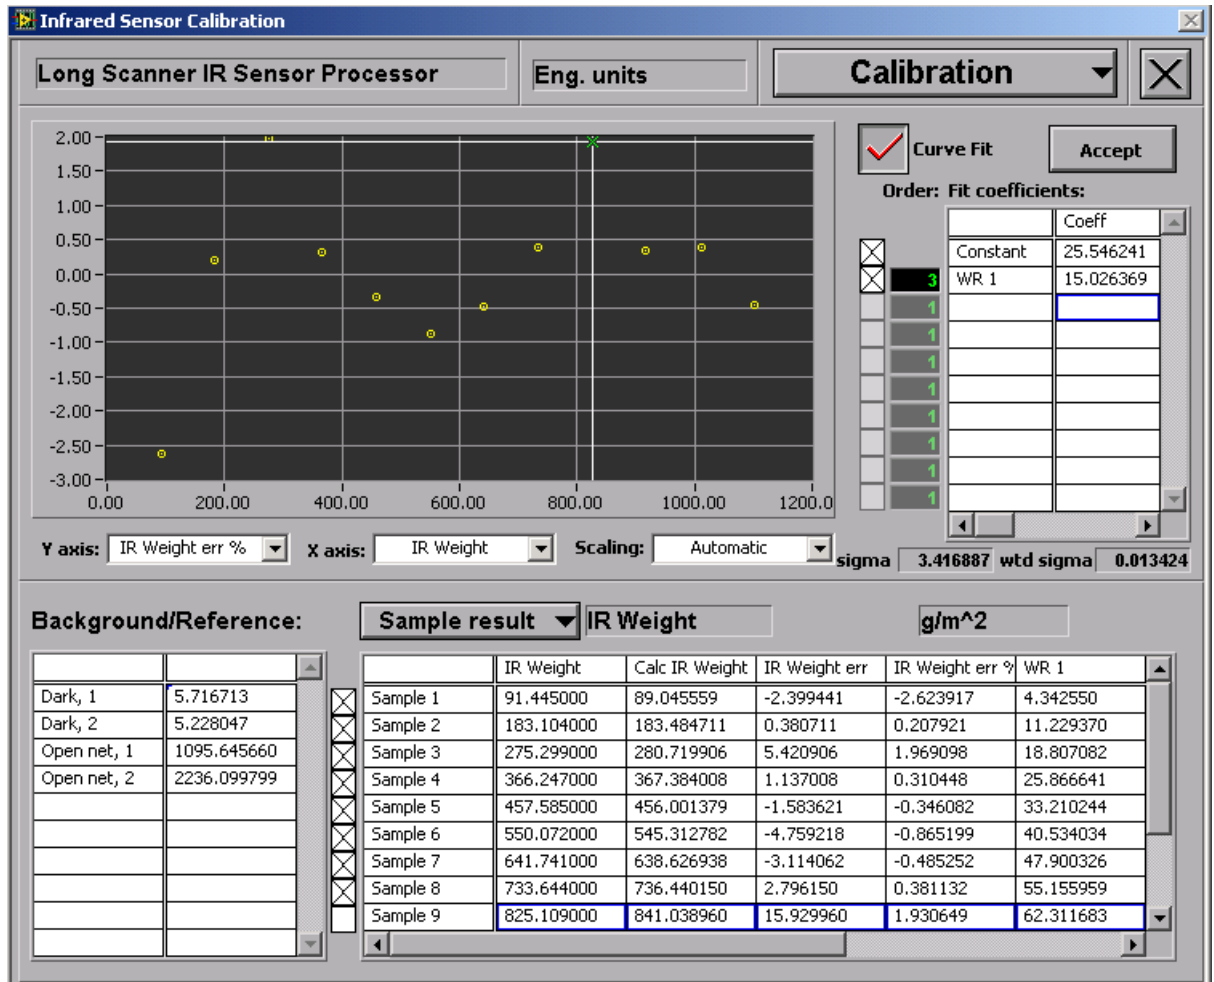 Infrared Sensor Calibration
Long Scanner IR Sensor Processor Eng. units Calibration
2.00
1.50
1.00
0.50
0.00
-0.50
-1.00
-1.50
-2.00
-2.50
-3.00
0.00 200.00 400.00 600.00 800.00 1000.00 1200.0
Curve Fit Accept
Order: Fit coefficients:
Coeff
Constant 25.546241
3 WR 1 15.026369
1
1
1
1
1
1
1
1
Y axis: IR Weight err % X axis: IR Weight Scaling: Automatic
sigma 3.416887 wtd sigma 0.013424
Background/Reference:
Dark, 1 5.716713
Dark, 2 5.228047
Open net, 1 1095.645660
Open net, 2 2236.099799
Sample result IR Weight g/m^2
IR Weight Calc IR Weight IR Weight err IR Weight err % WR 1
Sample 1 91.445000 89.045559 -2.399441 -2.623917 4.342550
Sample 2 183.104000 183.484711 0.380711 0.207921 11.229370
Sample 3 275.299000 280.719906 5.420906 1.969098 18.807082
Sample 4 366.247000 367.384008 1.137008 0.310448 25.866641
Sample 5 457.585000 456.001379 -1.583621 -0.346082 33.210244
Sample 6 550.072000 545.312782 -4.759218 -0.865199 40.534034
Sample 7 641.741000 638.626938 -3.114062 -0.485252 47.900326
Sample 8 733.644000 736.440150 2.796150 0.381132 55.155959
Sample 9 825.109000 841.038960 15.929960 1.930649 62.311683